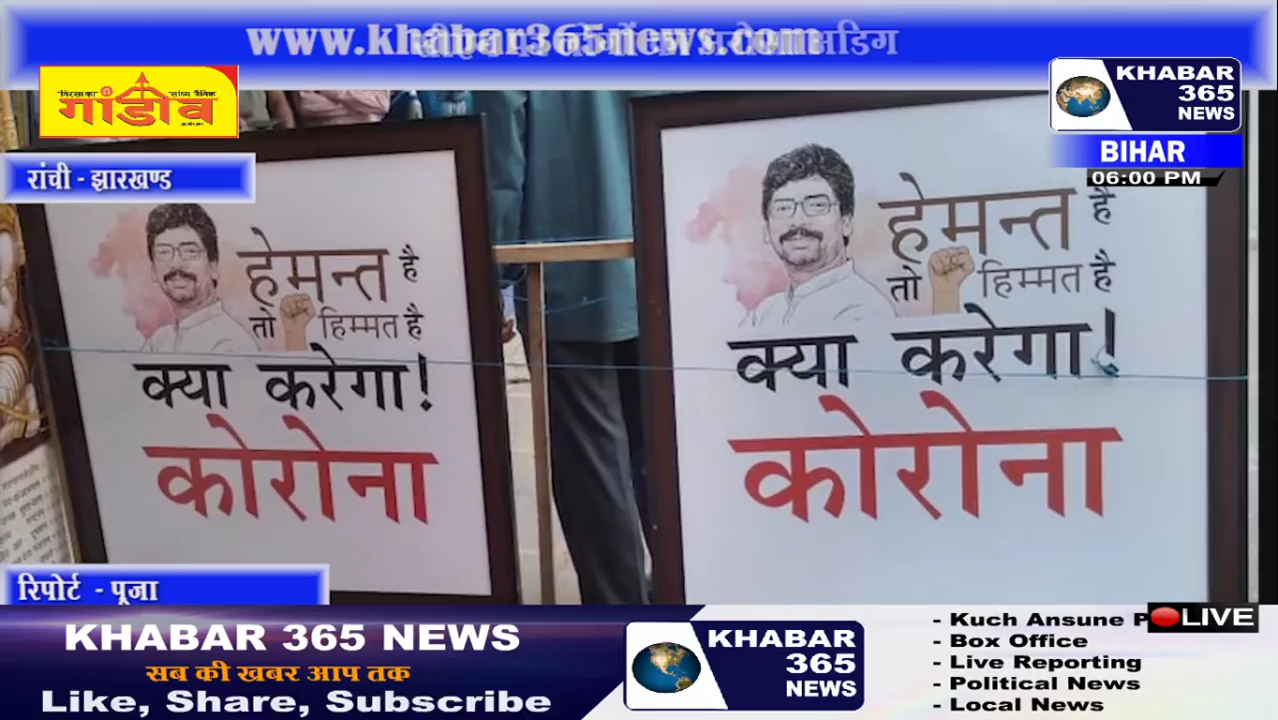 www.khabar365news.com
KHABAR
365
NEWS
गांडीव
BIHAR
06:00 PM
रांची - झारखण्ड
हेमन्त है
तो हिम्मत है
क्या करेगा!
कोरोना
हेमन्त है
तो हिम्मत है
क्या करेगा!
कोरोना
रिपोर्ट - पूजा
KHABAR 365 NEWS
सब की खबर आप तक
Like, Share, Subscribe
KHABAR
365
NEWS
- Kuch Ansune
- Box Office
- Live Reporting
- Political News
- Local News
LIVE